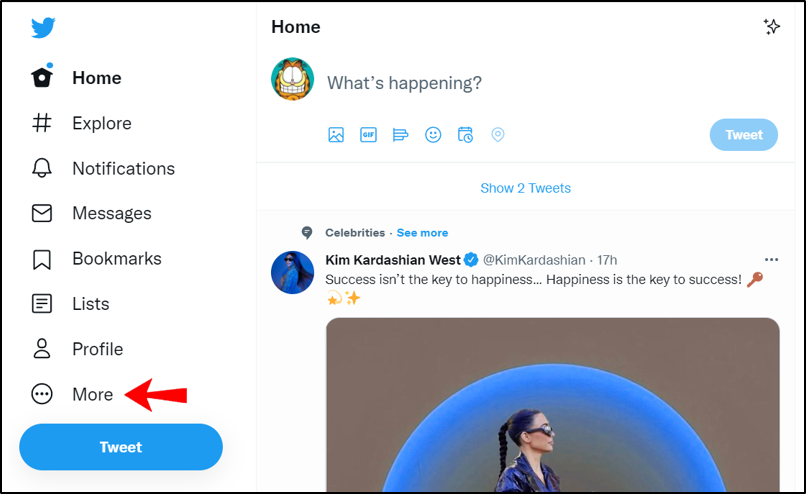 Home
Explore
Notifications
Messages
Bookmarks
Lists
Profile
More
Tweet
Home
What's happening?
GIF
Tweet
Show 2 Tweets
Celebrities · See more
Kim Kardashian West @KimKardashian · 17h
Success isn't the key to happiness... Happiness is the key to success! 🔑
💫✨